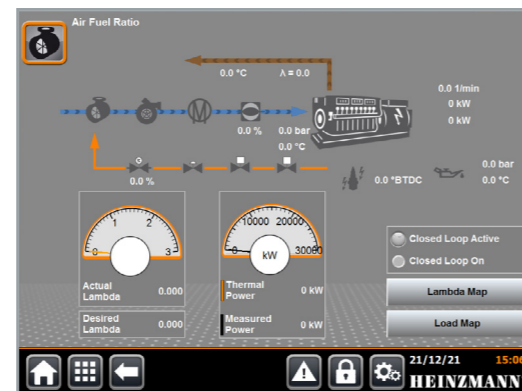 Air Fuel Ratio
0.0 °C λ = 0.0
0.0 1/min
0 kW
0 kW
0.0 % 0.0 bar
0.0 °C
0.0 %
0.0 °BTDC
0.0 bar
0.0 °C
0 1 2 3
0 10000 20000 30000
kW
Actual Lambda 0.000
Desired Lambda 0.000
Thermal Power 0 kW
Measured Power 0 kW
Closed Loop Active
Closed Loop On
Lambda Map
Load Map
21/12/21 15:06
HEINZMANN